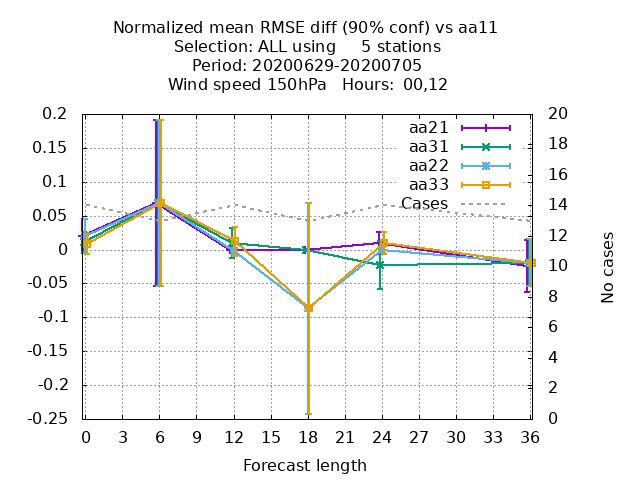 Normalized mean RMSE diff (90% conf) vs aa11
Selection: ALL using     5 stations
Period: 20200629-20200705
Wind speed 150hPa   Hours:  00,12
0.2
0.15
0.1
0.05
0
-0.05
-0.1
-0.15
-0.2
-0.25
aa21
aa31
aa22
aa33
Cases
20
18
16
14
12
10
8
6
4
2
0
No cases
0 3 6 9 12 15 18 21 24 27 30 33 36
Forecast length